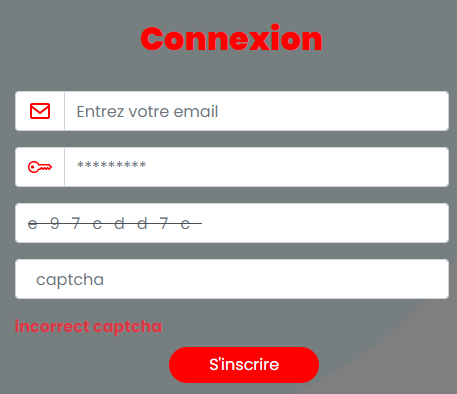 Connexion
Entrez votre email
*********
e 9 7 c d d 7 c
captcha
incorrect captcha
S'inscrire